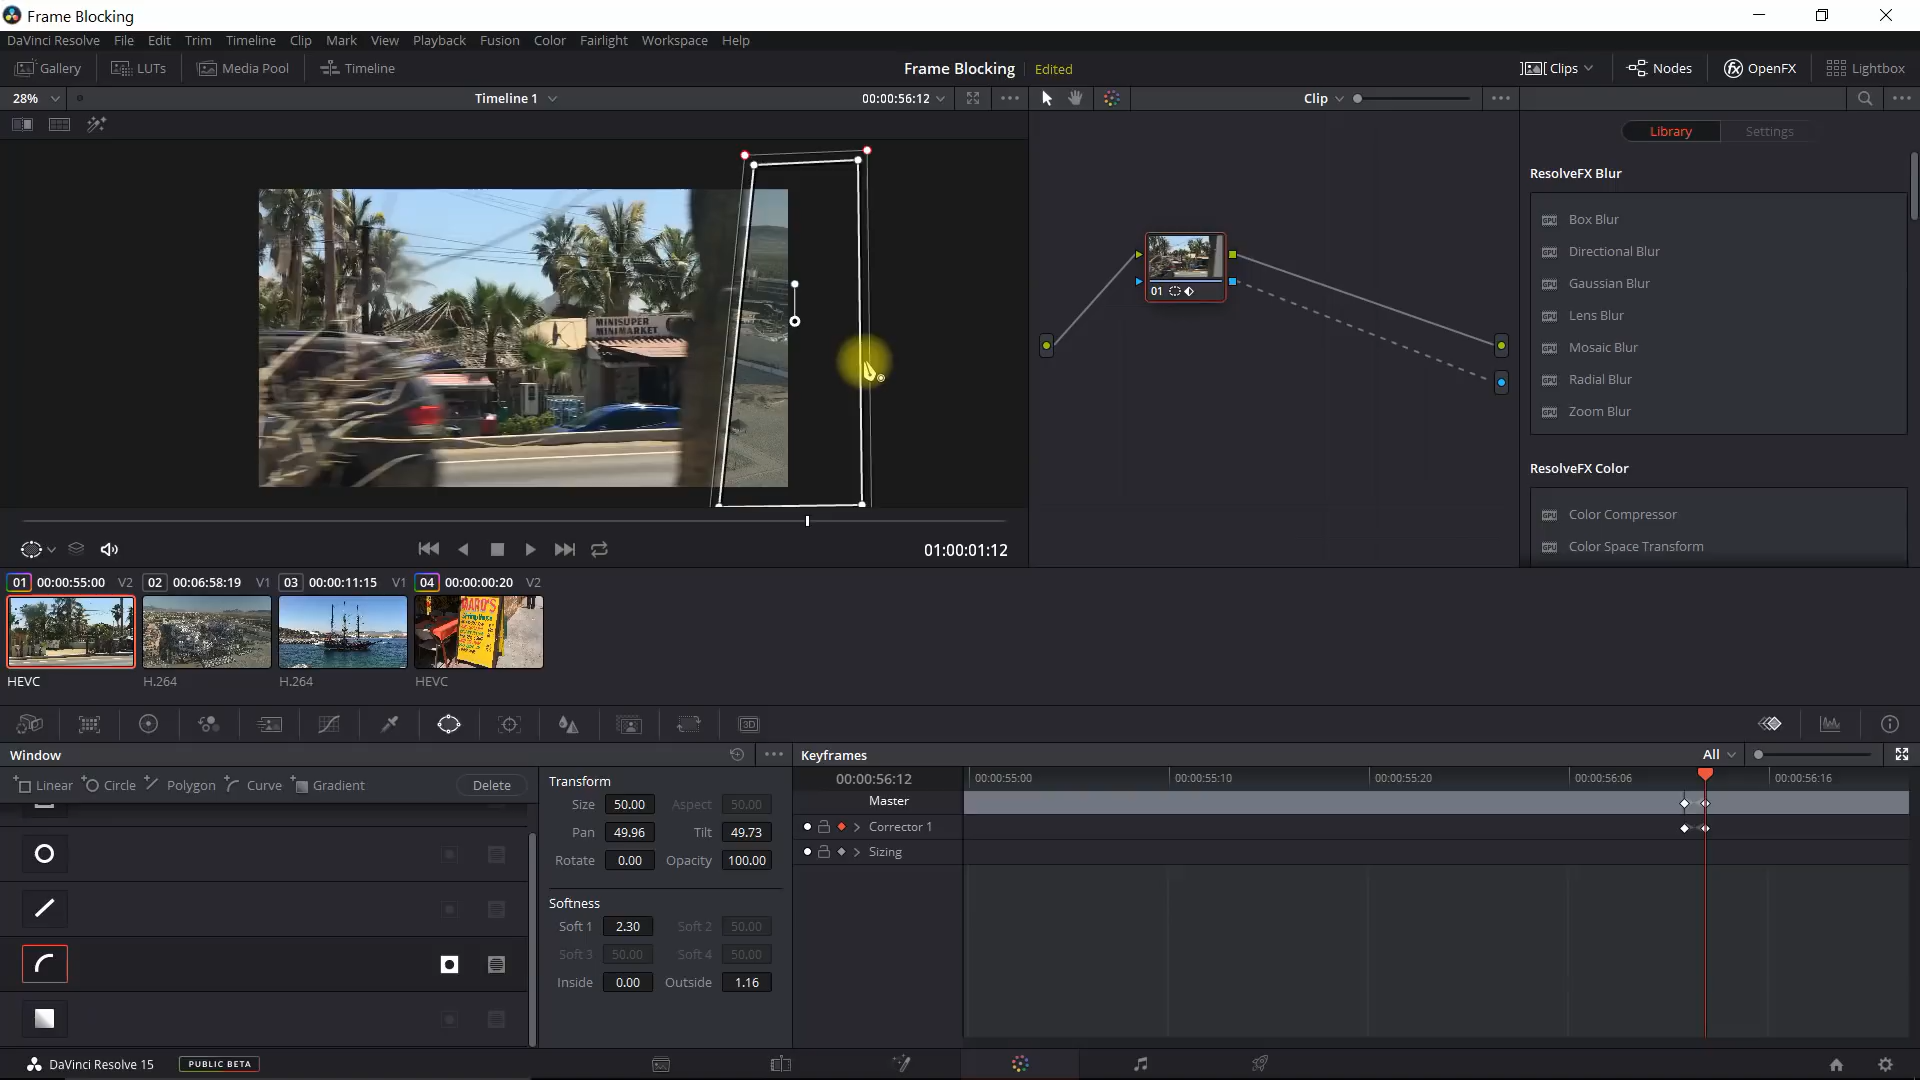 Frame Blocking
DaVinci Resolve File Edit Trim Timeline Clip Mark View Playback Fusion Color Fairlight Workspace Help
Gallery LUTs Media Pool Timeline Frame Blocking Edited Clips Nodes OpenFX Lightbox
28% Timeline 1 00:00:56:12 Clip
Library Settings
ResolveFX Blur
Box Blur
Directional Blur
Gaussian Blur
Lens Blur
Mosaic Blur
Radial Blur
Zoom Blur
ResolveFX Color
Color Compressor
Color Space Transform
MINISUPER
MINIMARKET
01
01:00:01:12
01 00:00:55:00 V2 02 00:06:58:19 V1 03 00:00:11:15 V1 04 00:00:00:20 V2
MARO'S
HEVC H.264 H.264 HEVC
3D
Window
Linear Circle Polygon Curve Gradient Delete
Transform
Size 50.00 Aspect 50.00
Pan 49.96 Tilt 49.73
Rotate 0.00 Opacity 100.00
Softness
Soft 1 2.30 Soft 2 50.00
Soft 3 50.00 Soft 4 50.00
Inside 0.00 Outside 1.16
Keyframes All
00:00:56:12 00:00:55:00 00:00:55:10 00:00:55:20 00:00:56:06 00:00:56:16
Master
Corrector 1
Sizing
DaVinci Resolve 15 PUBLIC BETA